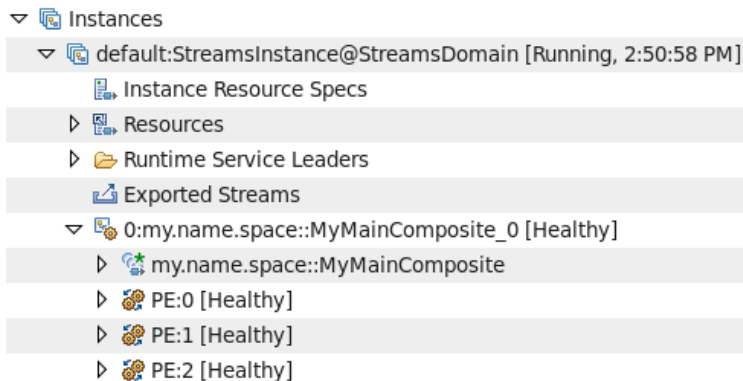 Instances
default:StreamsInstance@StreamsDomain [Running, 2:50:58 PM]
Instance Resource Specs
Resources
Runtime Service Leaders
Exported Streams
0:my.name.space::MyMainComposite_0 [Healthy]
my.name.space::MyMainComposite
PE:0 [Healthy]
PE:1 [Healthy]
PE:2 [Healthy]